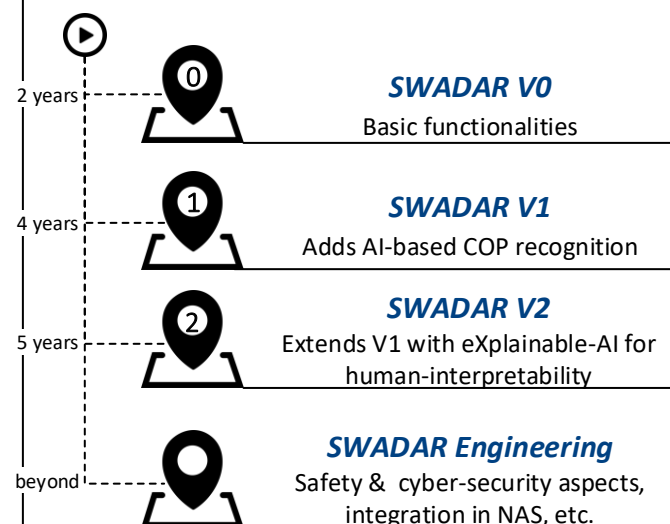 0
2 years
SWADAR V0
Basic functionalities
1
4 years
SWADAR V1
Adds AI-based COP recognition
2
5 years
SWADAR V2
Extends V1 with eXplainable-AI for
human-interpretability
beyond
SWADAR Engineering
Safety & cyber-security aspects,
integration in NAS, etc.